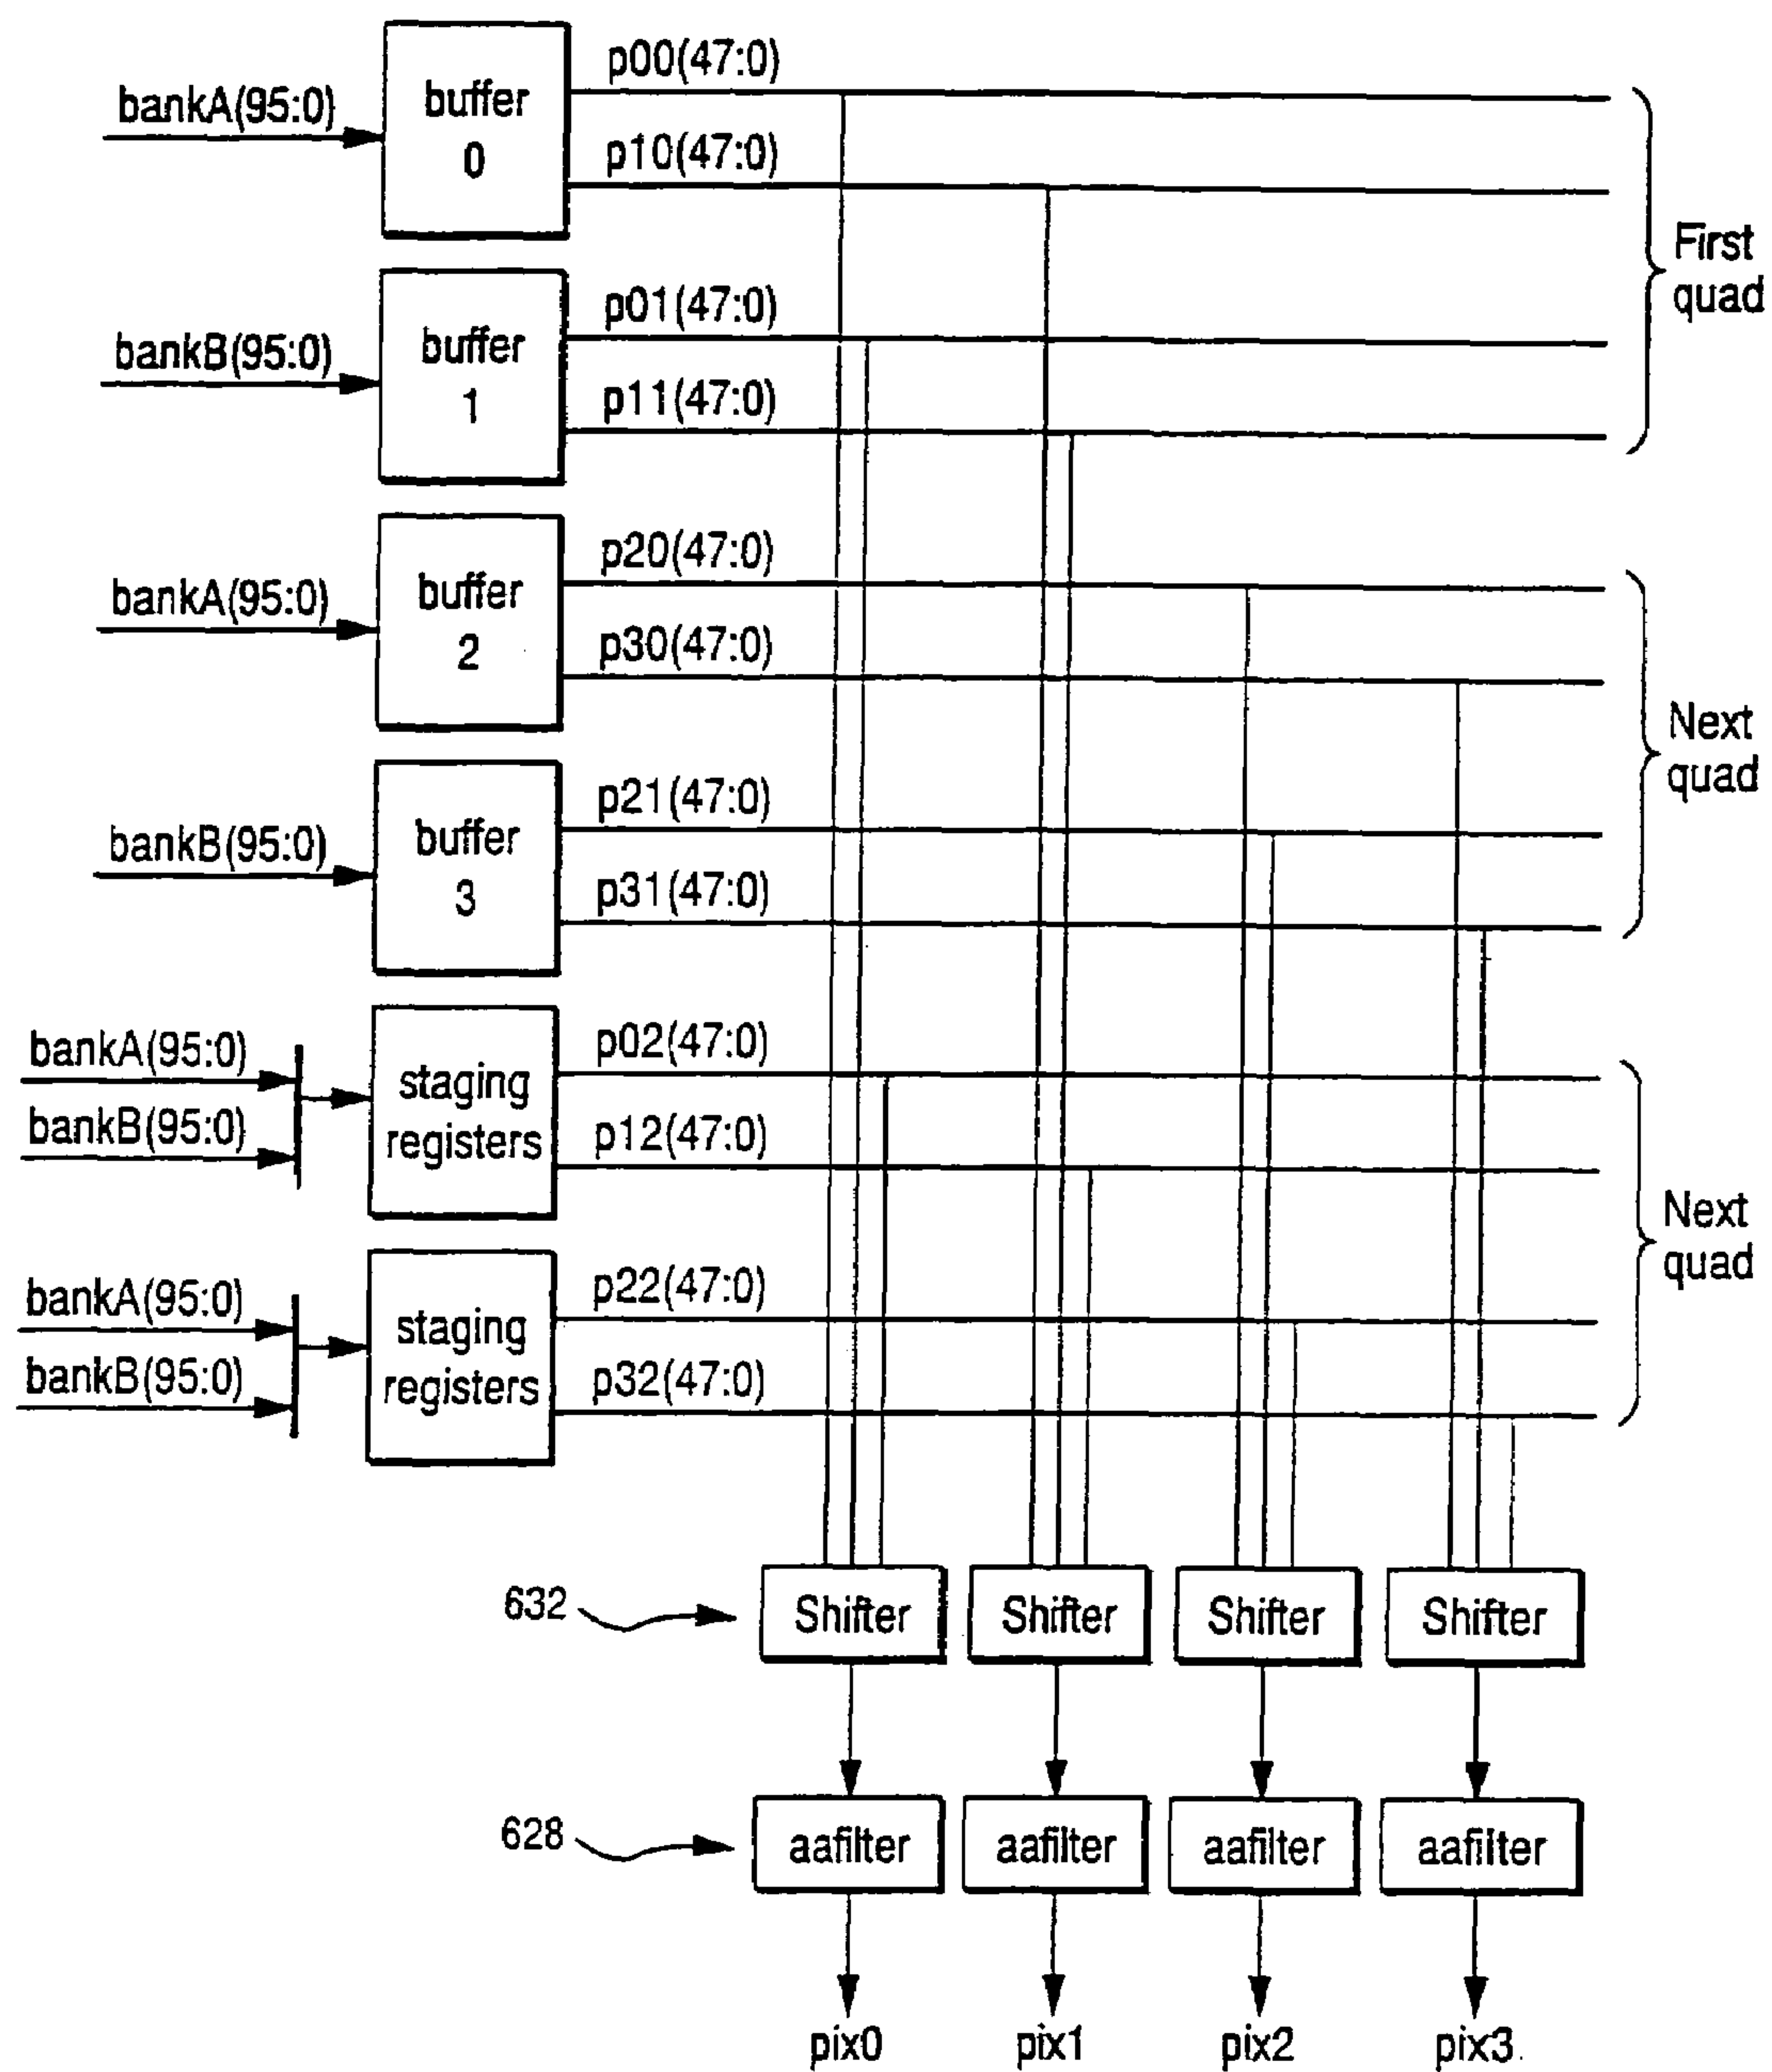 p00(47:0)
bankA(95:0)
buffer
0
p10(47:0)
First
quad
p01(47:0)
bankB(95:0)
buffer
1
p11(47:0)
p20(47:0)
bankA(95:0)
buffer
2
p30(47:0)
Next
quad
p21(47:0)
bankB(95:0)
buffer
3
p31(47:0)
bankA(95:0)
bankB(95:0)
staging
registers
p02(47:0)
p12(47:0)
Next
quad
bankA(95:0)
bankB(95:0)
staging
registers
p22(47:0)
p32(47:0)
632
Shifter
Shifter
Shifter
Shifter
628
aafilter
aafilter
aafilter
aafilter
pix0
pix1
pix2
pix3